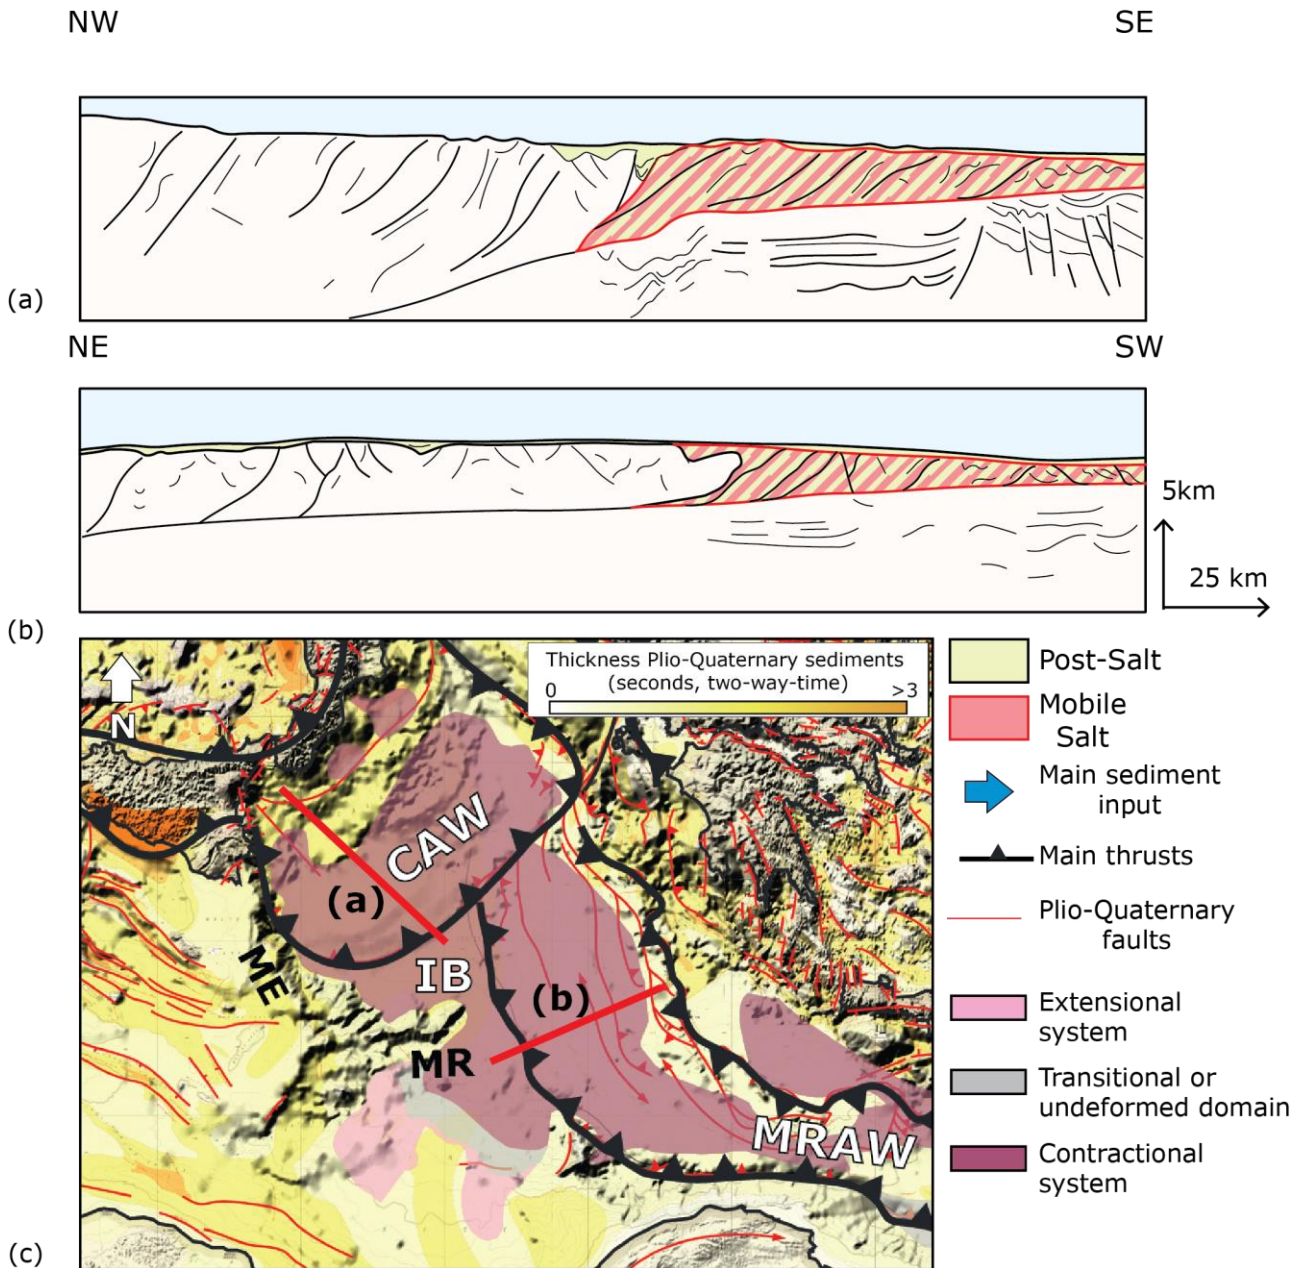 NW
SE
(a)
NE
SW
5km
25 km
(b)
Thickness Plio-Quaternary sediments
(seconds, two-way-time)
0
>3
N
CAW
(a)
ME
IB
(b)
MR
MRAW
(c)
Post-Salt
Mobile
Salt
Main sediment
input
Main thrusts
Plio-Quaternary
faults
Extensional
system
Transitional or
undeformed domain
Contractional
system